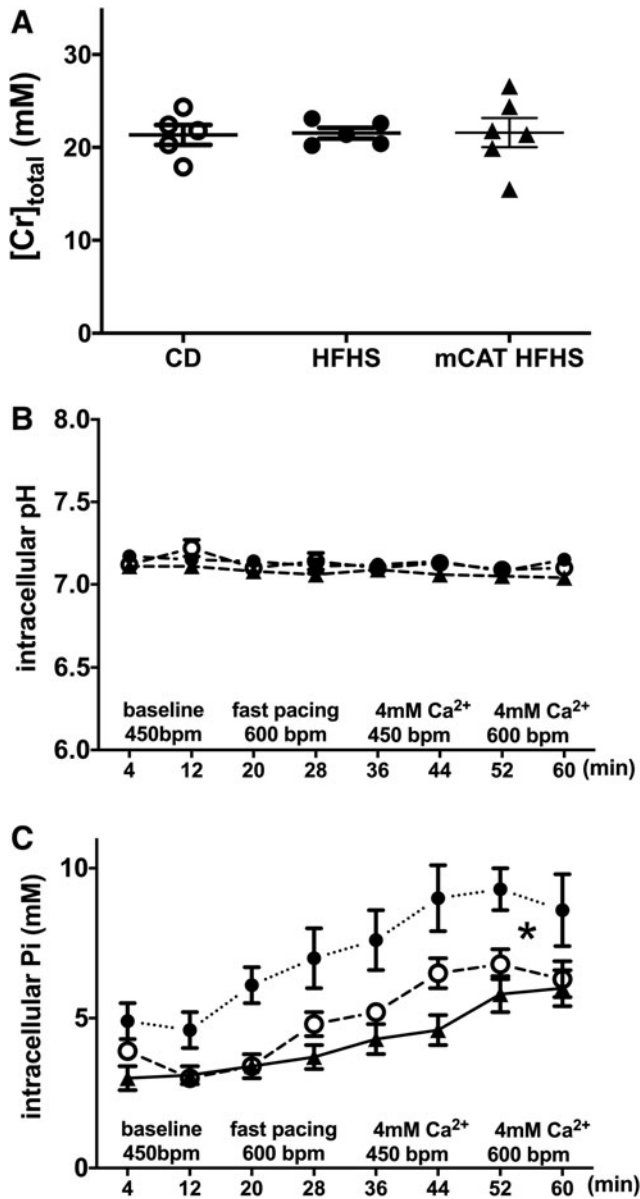 A
[Cr]total (mM)
30
20
10
0
CD HFHS mCAT HFHS
B
intracellular pH
8.0
7.5
7.0
6.5
6.0
baseline fast pacing 4mM Ca²⁺ 4mM Ca²⁺
450bpm 600 bpm 450 bpm 600 bpm
4 12 20 28 36 44 52 60 (min)
C
intracellular Pi (mM)
10
5
0
*
baseline fast pacing 4mM Ca²⁺ 4mM Ca²⁺
450bpm 600 bpm 450 bpm 600 bpm
4 12 20 28 36 44 52 60 (min)